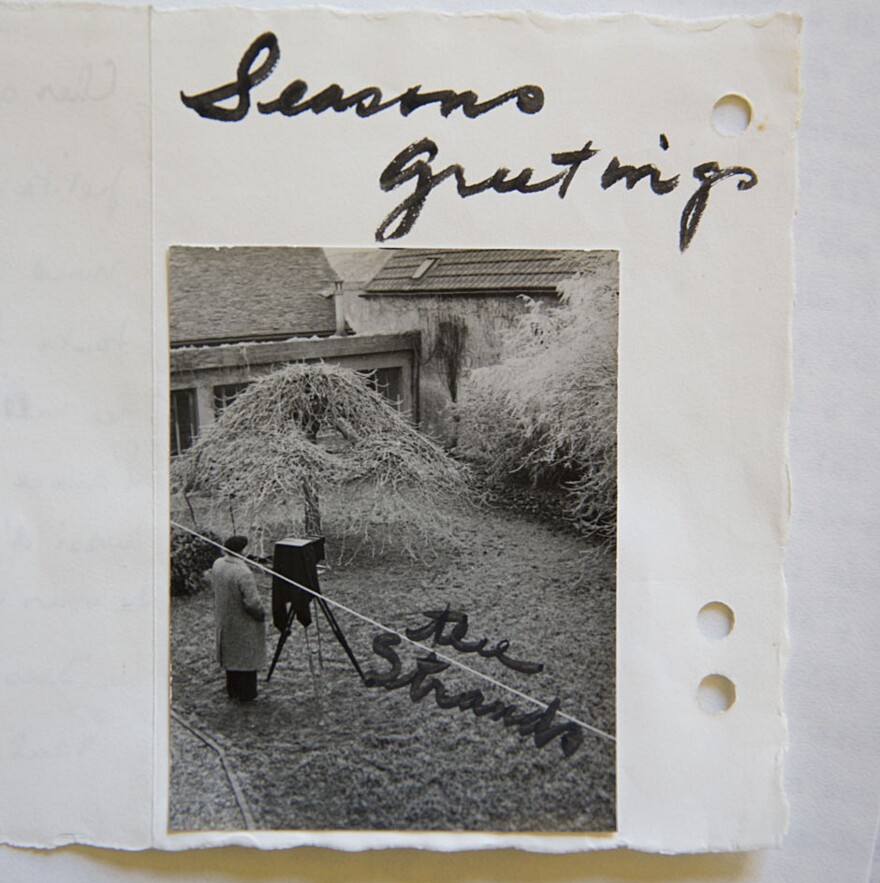 Seasons
Greetings
the
Strands